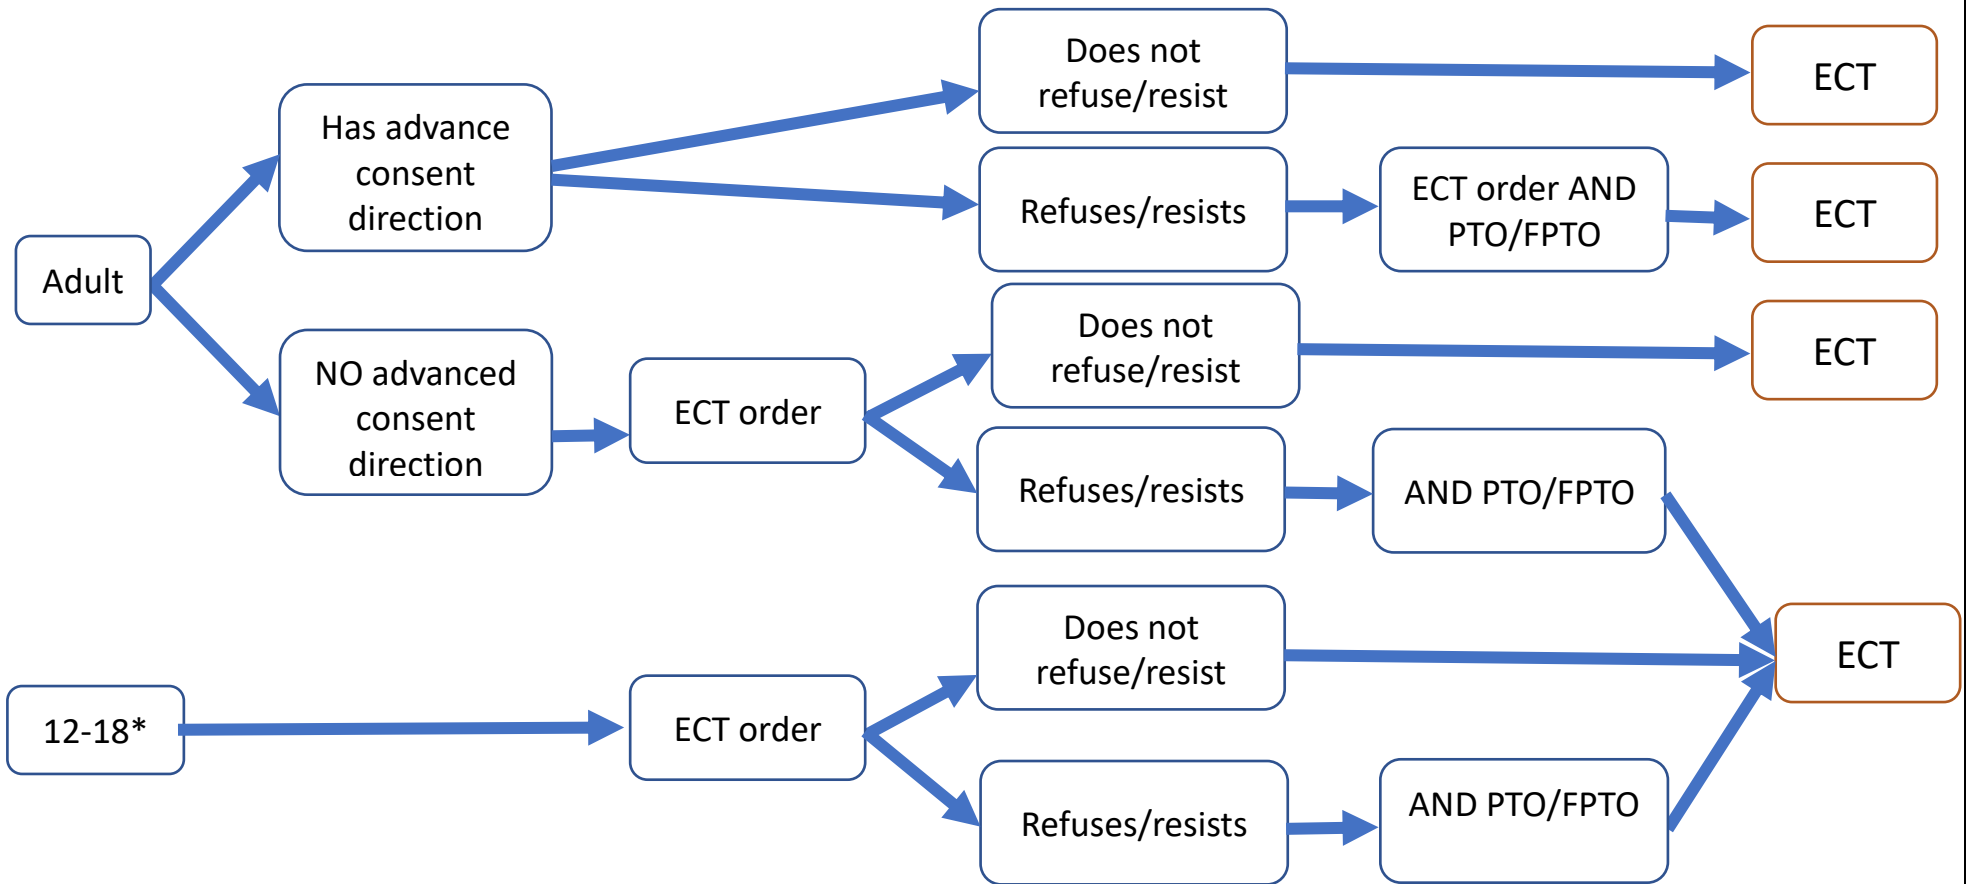 Does not
refuse/resist
ECT
Has advance
consent
direction
Refuses/resists
ECT order AND
PTO/FPTO
ECT
Adult
Does not
refuse/resist
ECT
NO advanced
consent
direction
ECT order
Refuses/resists
AND PTO/FPTO
Does not
refuse/resist
ECT
12-18*
ECT order
Refuses/resists
AND PTO/FPTO